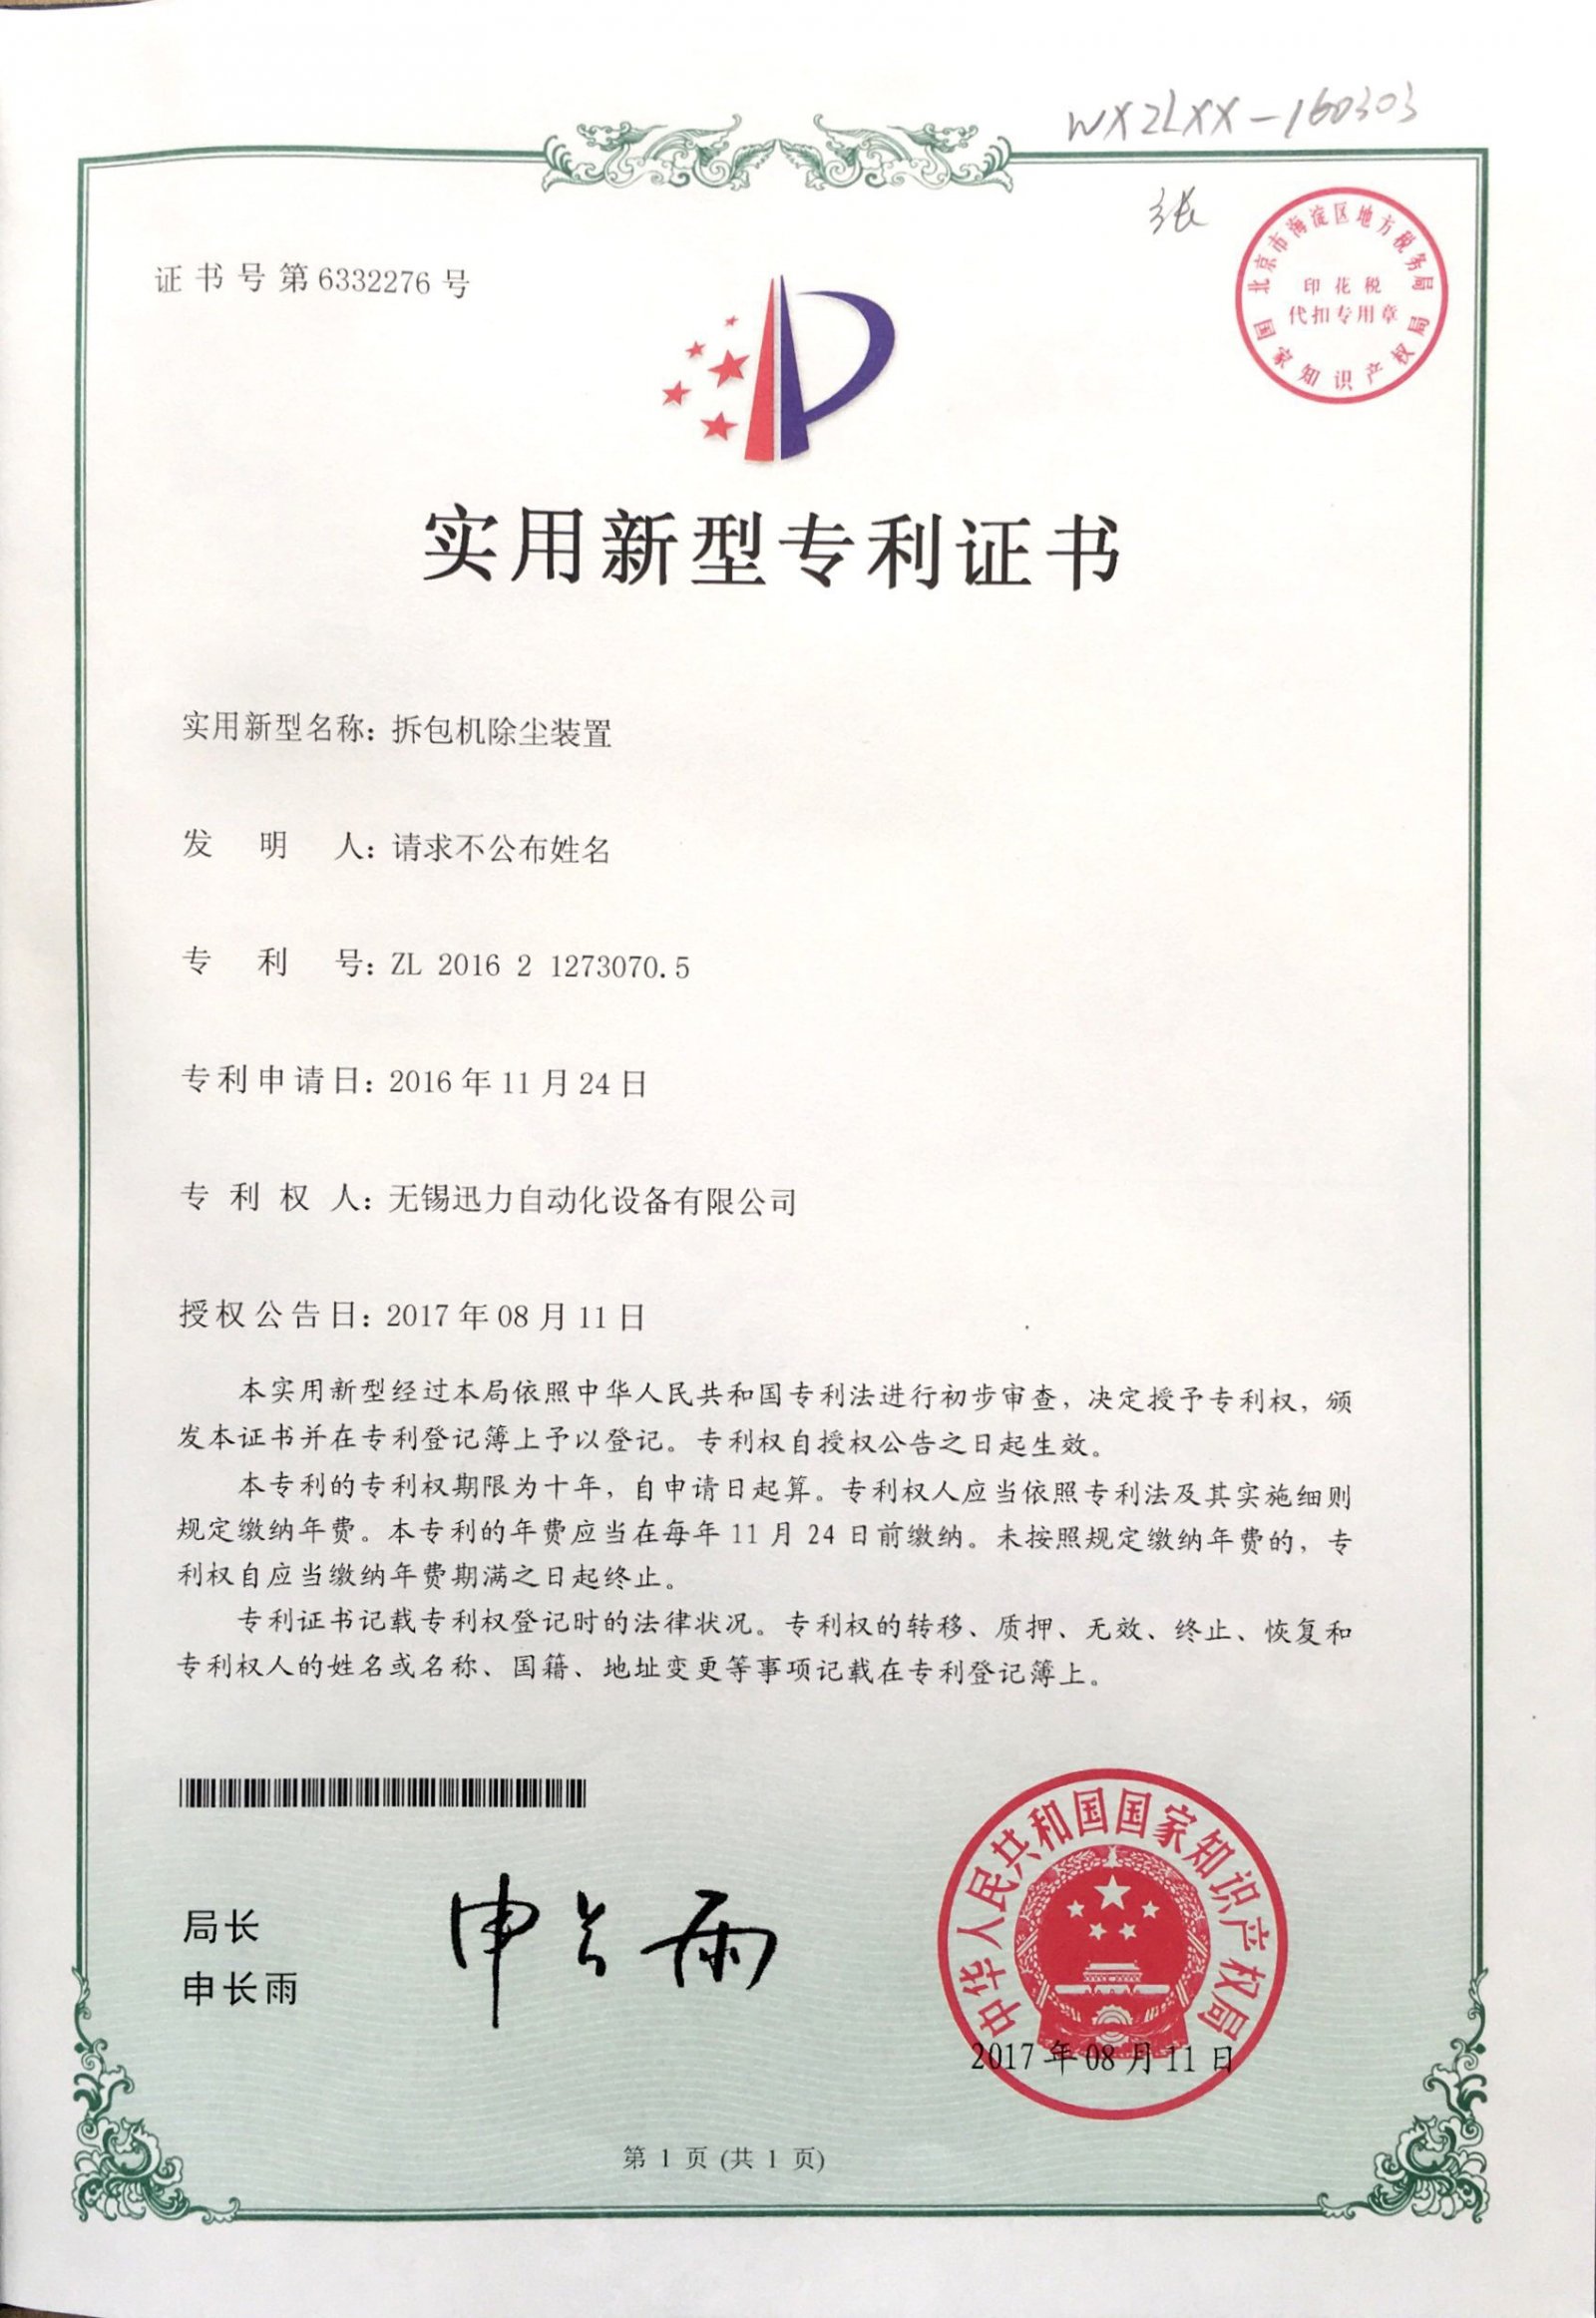 WXZLXX-160303
张
北京市海淀区地方税务局
印花税
代扣专用章
国家知识产权局
证书号第6332276号
实用新型专利证书
实用新型名称：拆包机除尘装置
发明人：请求不公布姓名
专利号：ZL 2016 2 1273070.5
专利申请日：2016年11月24日
专利权人：无锡迅力自动化设备有限公司
授权公告日：2017年08月11日
本实用新型经过本局依照中华人民共和国专利法进行初步审查，决定授予专利权，颁
发本证书并在专利登记簿上予以登记。专利权自授权公告之日起生效。
本专利的专利权期限为十年，自申请日起算。专利权人应当依照专利法及其实施细则
规定缴纳年费。本专利的年费应当在每年11月24日前缴纳。未按照规定缴纳年费的，专
利权自应当缴纳年费期满之日起终止。
专利证书记载专利权登记时的法律状况。专利权的转移、质押、无效、终止、恢复和
专利权人的姓名或名称、国籍、地址变更等事项记载在专利登记簿上。
局长
申长雨
申长雨
中华人民共和国国家知识产权局
2017年08月11日
第1页(共1页)